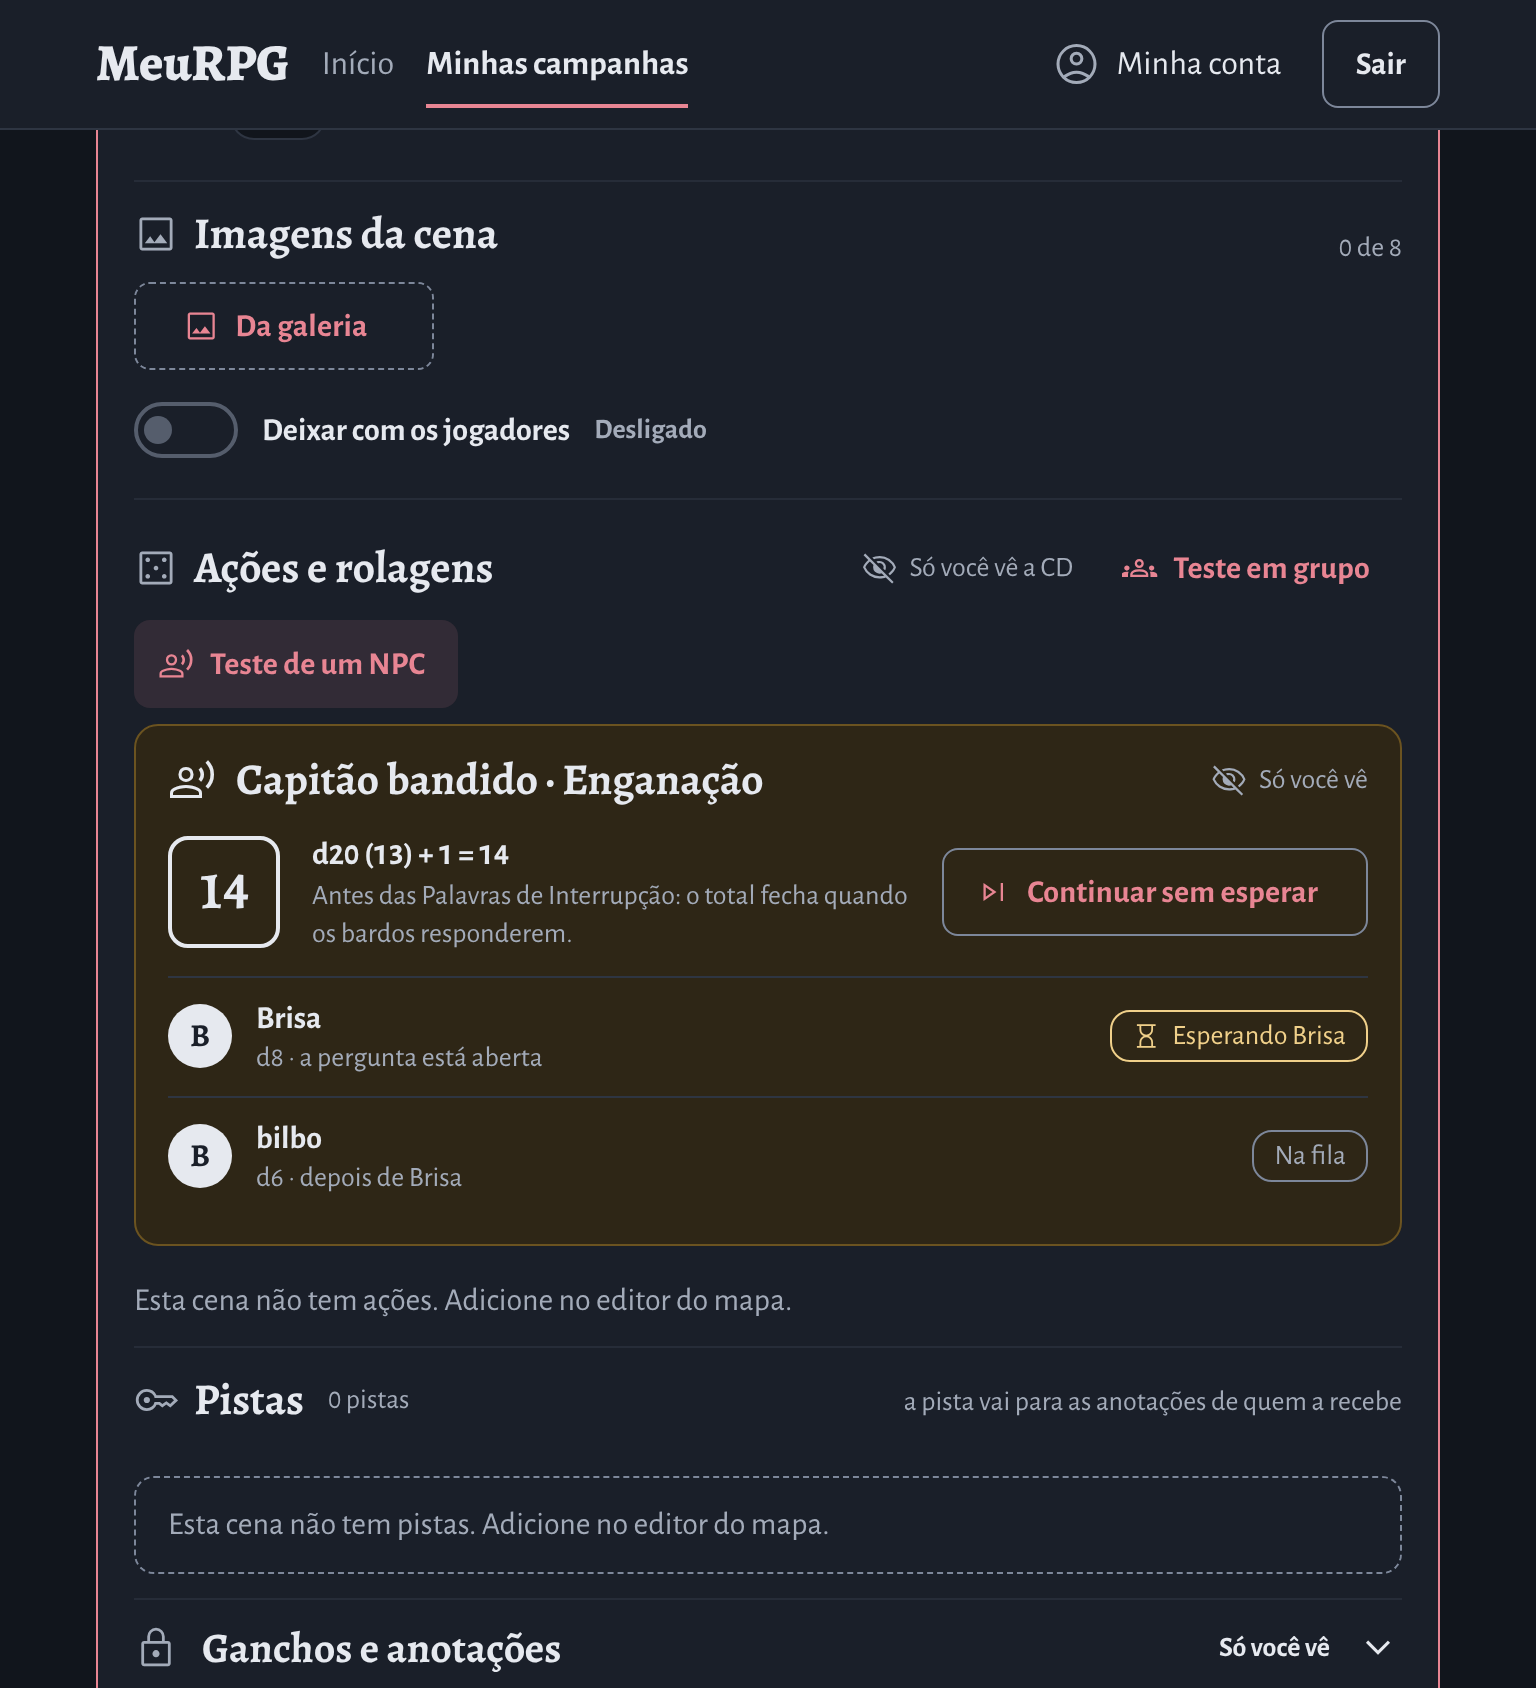 MeuRPG Início Minhas campanhas Minha conta Sair
Imagens da cena 0 de 8
Da galeria
Deixar com os jogadores Desligado
Ações e rolagens Só você vê a CD Teste em grupo
Teste de um NPC
Capitão bandido · Enganação Só você vê
14 d20 (13) + 1 = 14
Antes das Palavras de Interrupção: o total fecha quando
os bardos responderem.
Continuar sem esperar
B Brisa
d8 · a pergunta está aberta
Esperando Brisa
B bilbo
d6 · depois de Brisa
Na fila
Esta cena não tem ações. Adicione no editor do mapa.
Pistas 0 pistas a pista vai para as anotações de quem a recebe
Esta cena não tem pistas. Adicione no editor do mapa.
Ganchos e anotações Só você vê